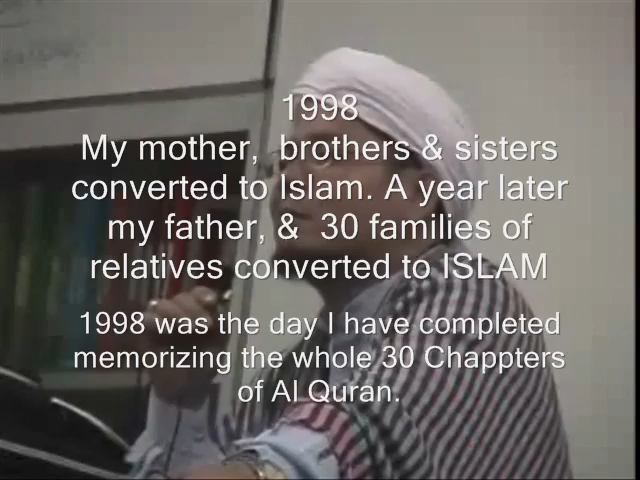 1998
My mother, brothers & sisters
converted to Islam. A year later
my father, & 30 families of
relatives converted to ISLAM
1998 was the day I have completed
memorizing the whole 30 Chappters
of Al Quran.